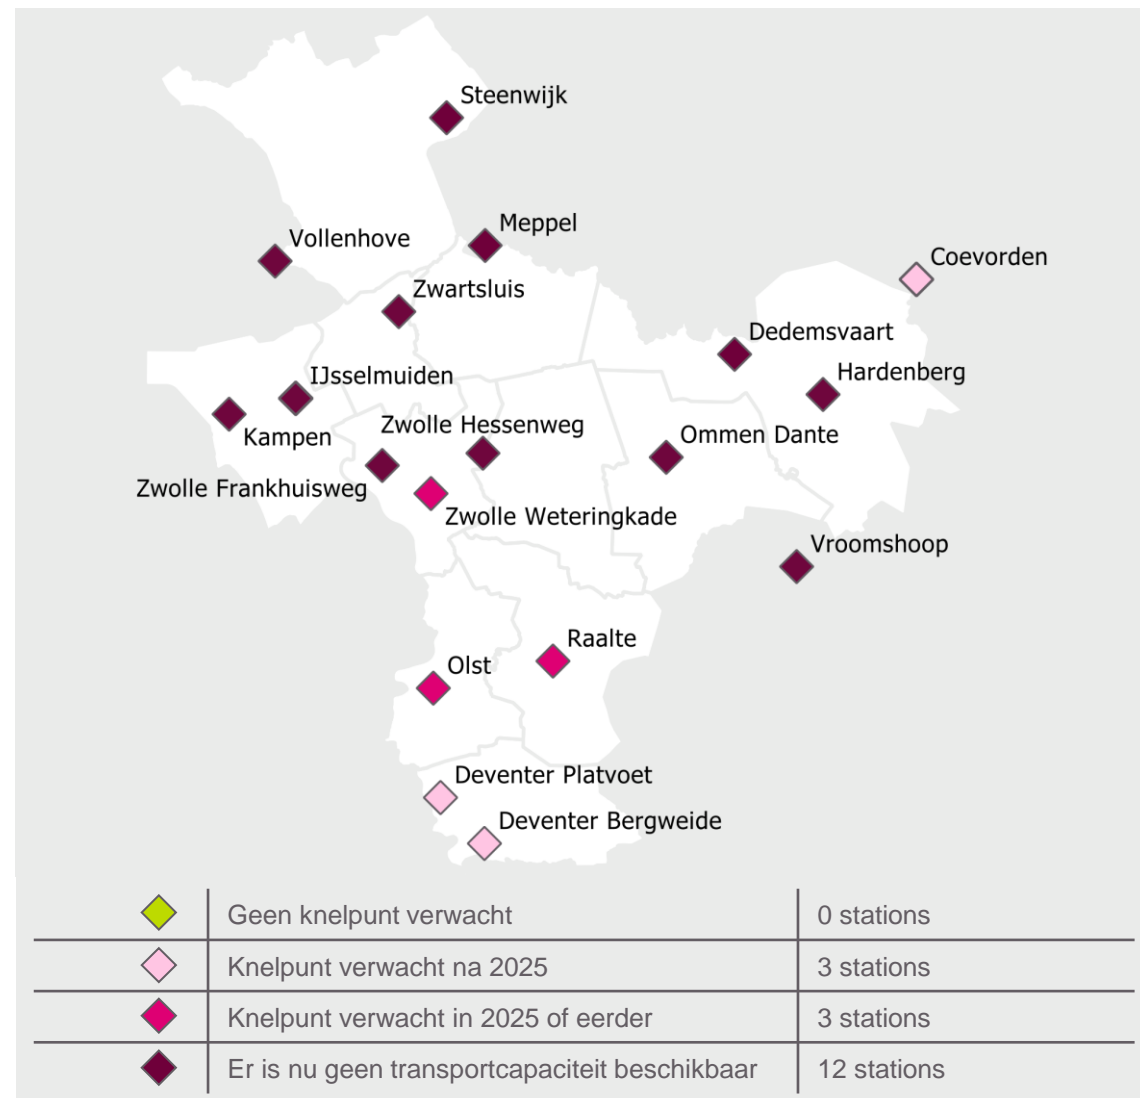 Steenwijk
Meppel
Vollenhove
Coevorden
Zwartsluis
Dedemsvaart
IJsselmuiden
Hardenberg
Zwolle Hessenweg
Ommen Dante
Kampen
Zwolle Frankhuisweg
Zwolle Weteringkade
Vroomshoop
Raalte
Olst
Deventer Platvoet
Deventer Bergweide
Geen knelpunt verwacht 0 stations
Knelpunt verwacht na 2025 3 stations
Knelpunt verwacht in 2025 of eerder 3 stations
Er is nu geen transportcapaciteit beschikbaar 12 stations